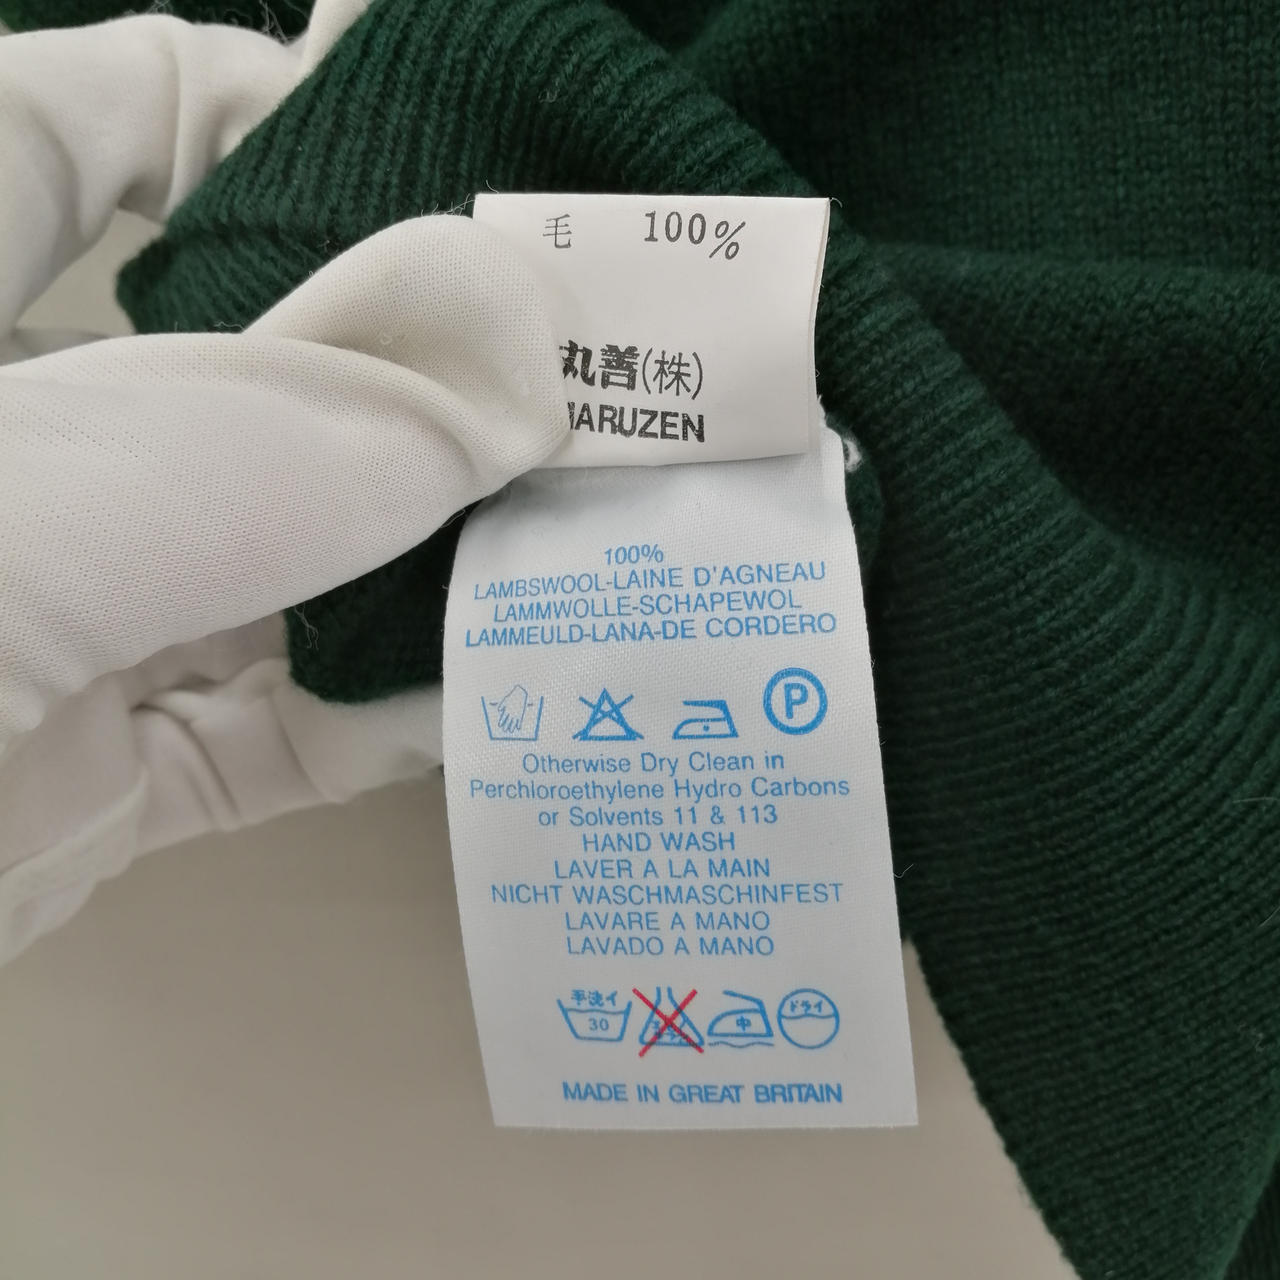 毛 100%
丸善(株)
MARUZEN
100%
LAMBSWOOL-LAINE D'AGNEAU
LAMMWOLLE-SCHAPEWOL
LAMMEULD-LANA-DE CORDERO
P
Otherwise Dry Clean in
Perchloroethylene Hydro Carbons
or Solvents 11 & 113
HAND WASH
LAVER A LA MAIN
NICHT WASCHMASCHINFEST
LAVARE A MANO
LAVADO A MANO
手洗イ 30 中 ドライ
MADE IN GREAT BRITAIN